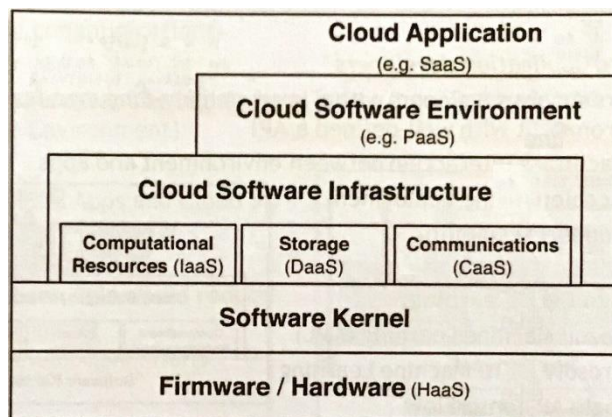 Cloud Application
(e.g. SaaS)
Cloud Software Environment
(e.g. PaaS)
Cloud Software Infrastructure
Computational
Resources (IaaS)
Storage
(DaaS)
Communications
(CaaS)
Software Kernel
Firmware / Hardware (HaaS)